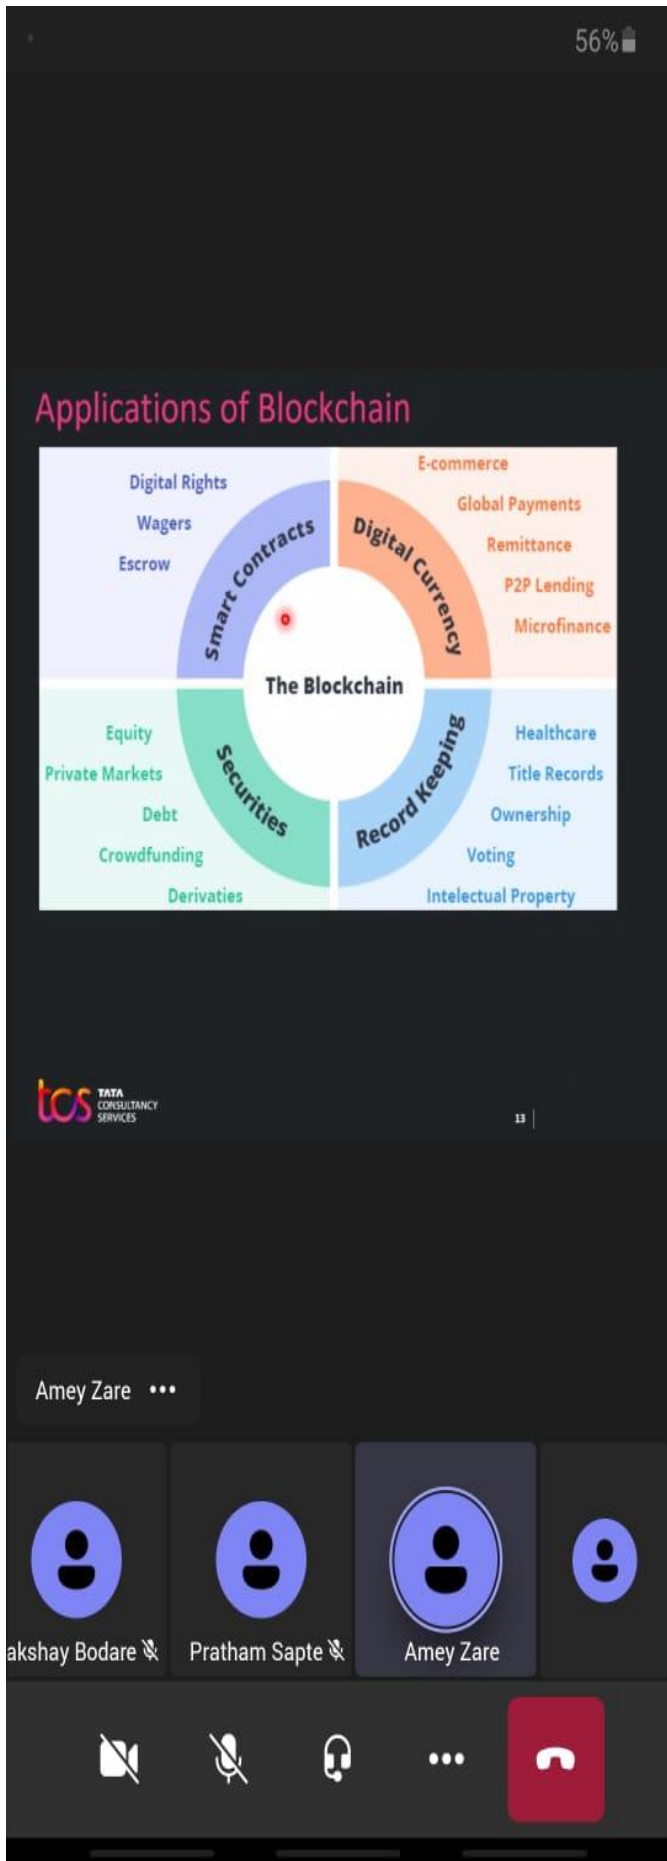 56%
Applications of Blockchain
Digital Rights
Wagers
Escrow
Smart Contracts
E-commerce
Global Payments
Remittance
P2P Lending
Microfinance
Digital Currency
The Blockchain
Equity
Private Markets
Debt
Crowdfunding
Derivaties
Securities
Healthcare
Title Records
Ownership
Voting
Intelectual Property
Record Keeping
tcs
TATA
CONSULTANCY
SERVICES
13
Amey Zare
akshay Bodare
Pratham Sapte
Amey Zare